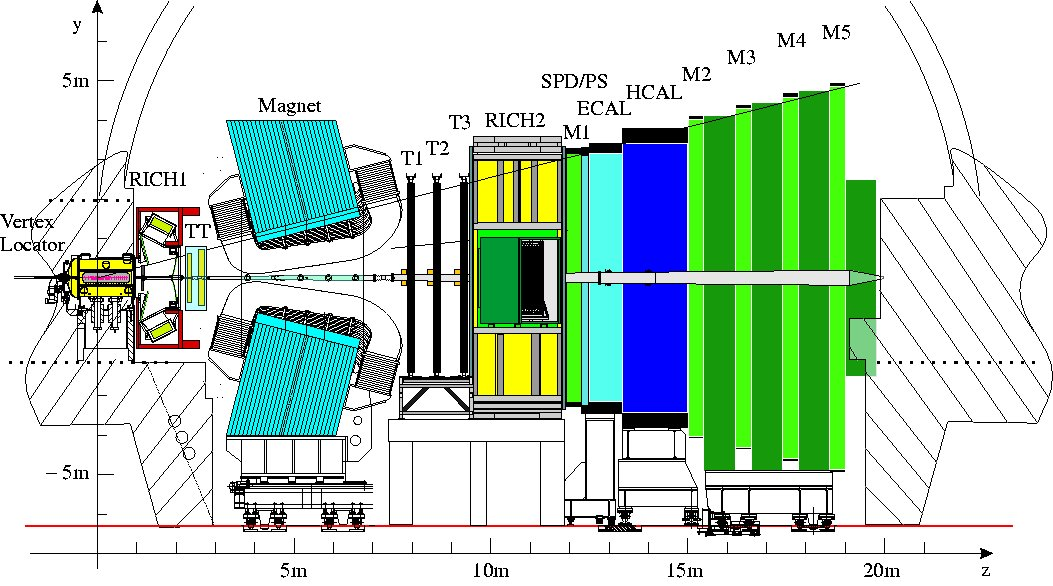 y
5m
Magnet
RICH1
Vertex
Locator
TT
T1
T2
T3
RICH2
M1
SPD/PS
ECAL
HCAL
M2
M3
M4
M5
− 5m
5m
10m
15m
20m
z